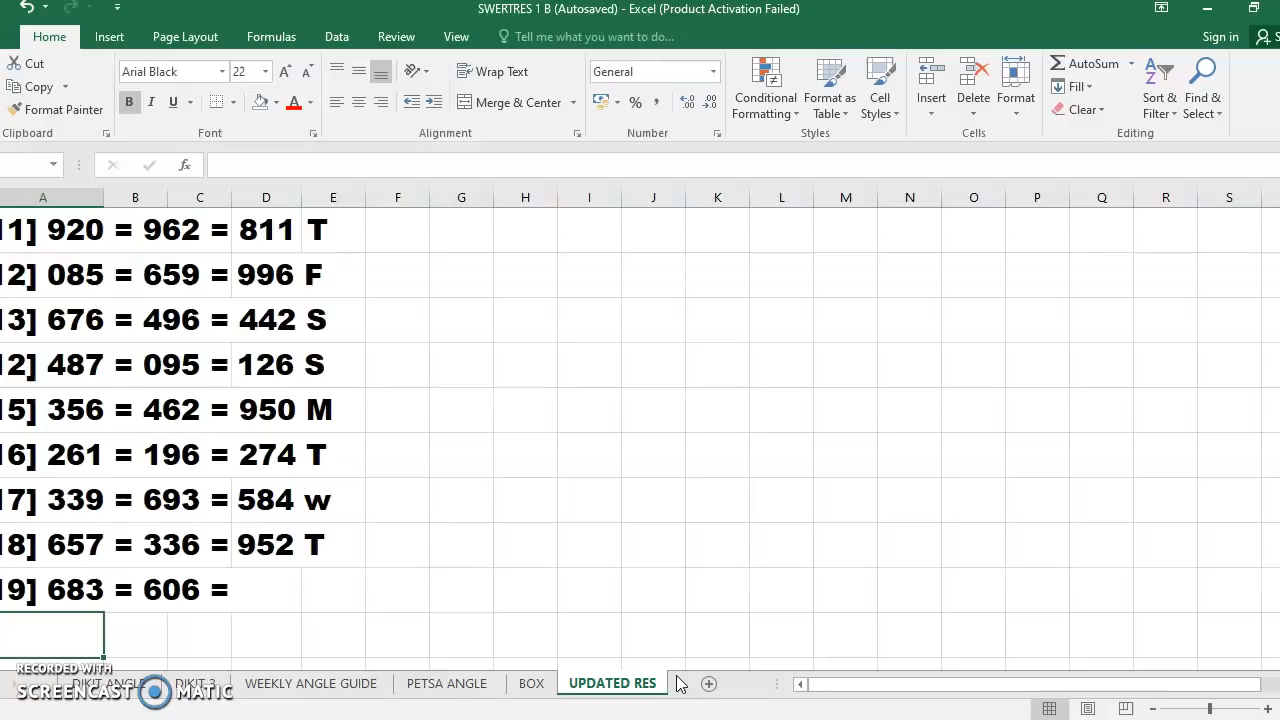 SWERTRES 1 B (Autosaved) - Excel (Product Activation Failed)
Home Insert Page Layout Formulas Data Review View Tell me what you want to do... Sign in S
Cut
Copy
Format Painter
Clipboard
Arial Black 22
B I U A
Font
Wrap Text
Merge & Center
Alignment
General
% ,
Number
Conditional Formatting
Format as Table
Cell Styles
Styles
Insert Delete Format
Cells
AutoSum
Fill
Clear
Sort & Filter
Find & Select
Editing
fx
A B C D E F G H I J K L M N O P Q R S
11] 920 = 962 = 811 T
12] 085 = 659 = 996 F
13] 676 = 496 = 442 S
12] 487 = 095 = 126 S
15] 356 = 462 = 950 M
16] 261 = 196 = 274 T
17] 339 = 693 = 584 w
18] 657 = 336 = 952 T
19] 683 = 606 =
RECORDED WITH
SCREENCAST MATIC
DIKIT ANGLE DIKIT 3 WEEKLY ANGLE GUIDE PETSA ANGLE BOX UPDATED RES